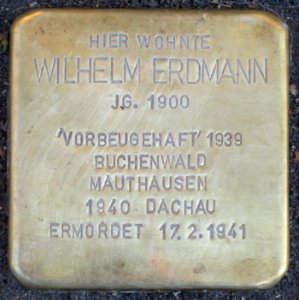 HIER WOHNTE
WILHELM ERDMANN
JG. 1900
'VORBEUGEHAFT' 1939
BUCHENWALD
MAUTHAUSEN
1940 DACHAU
ERMORDET 17.2.1941